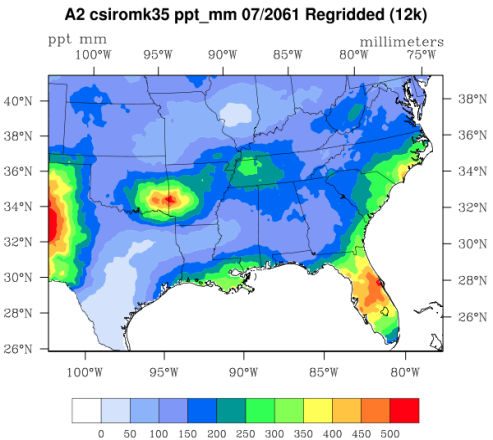 A2 csiromk35 ppt_mm 07/2061 Regridded (12k)
ppt mm millimeters
100°W 95°W 90°W 85°W 80°W 75°W
40°N 38°N
38°N 36°N
36°N 34°N
34°N 32°N
32°N 30°N
30°N 28°N
28°N 26°N
26°N
100°W 95°W 90°W 85°W 80°W
0 50 100 150 200 250 300 350 400 450 500